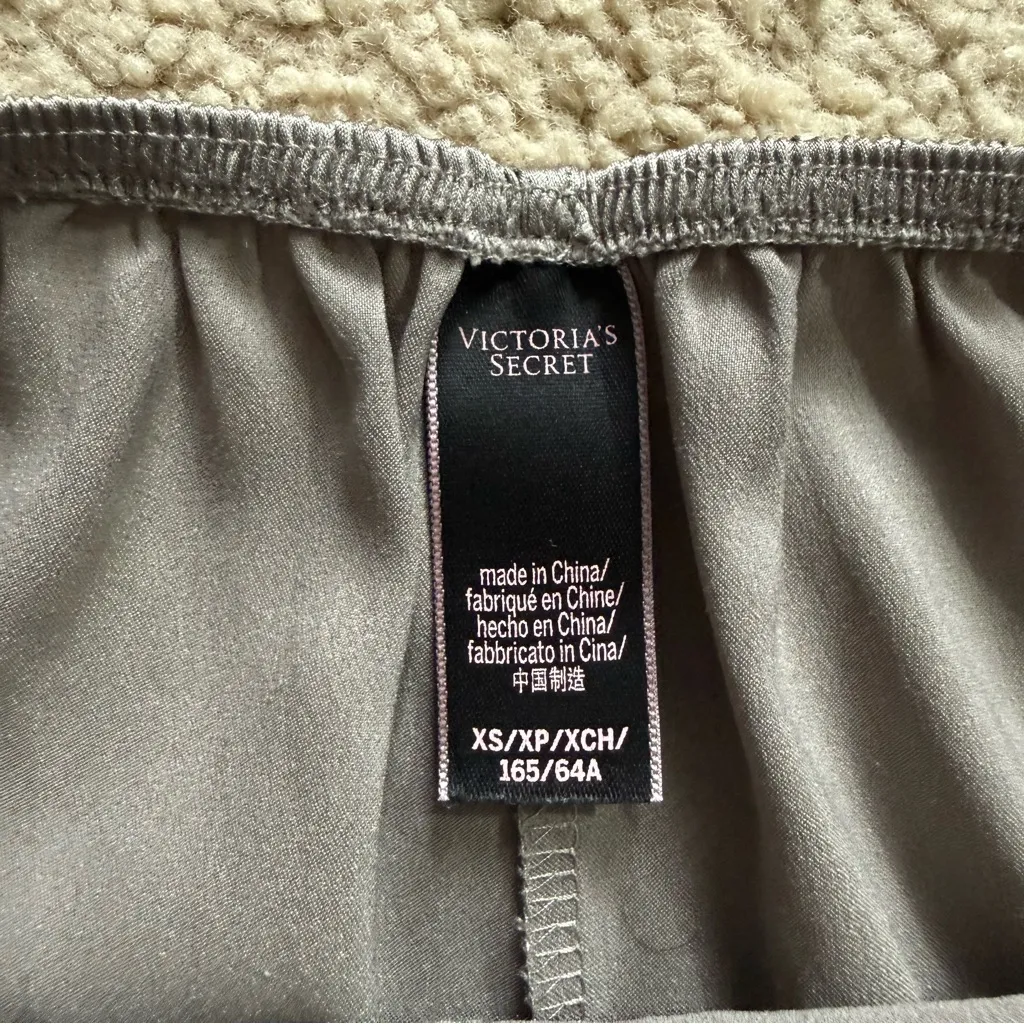 VICTORIA'S
SECRET
made in China/
fabriqué en Chine/
hecho en China/
fabbricato in Cina/
中国制造
XS/XP/XCH/
165/64A